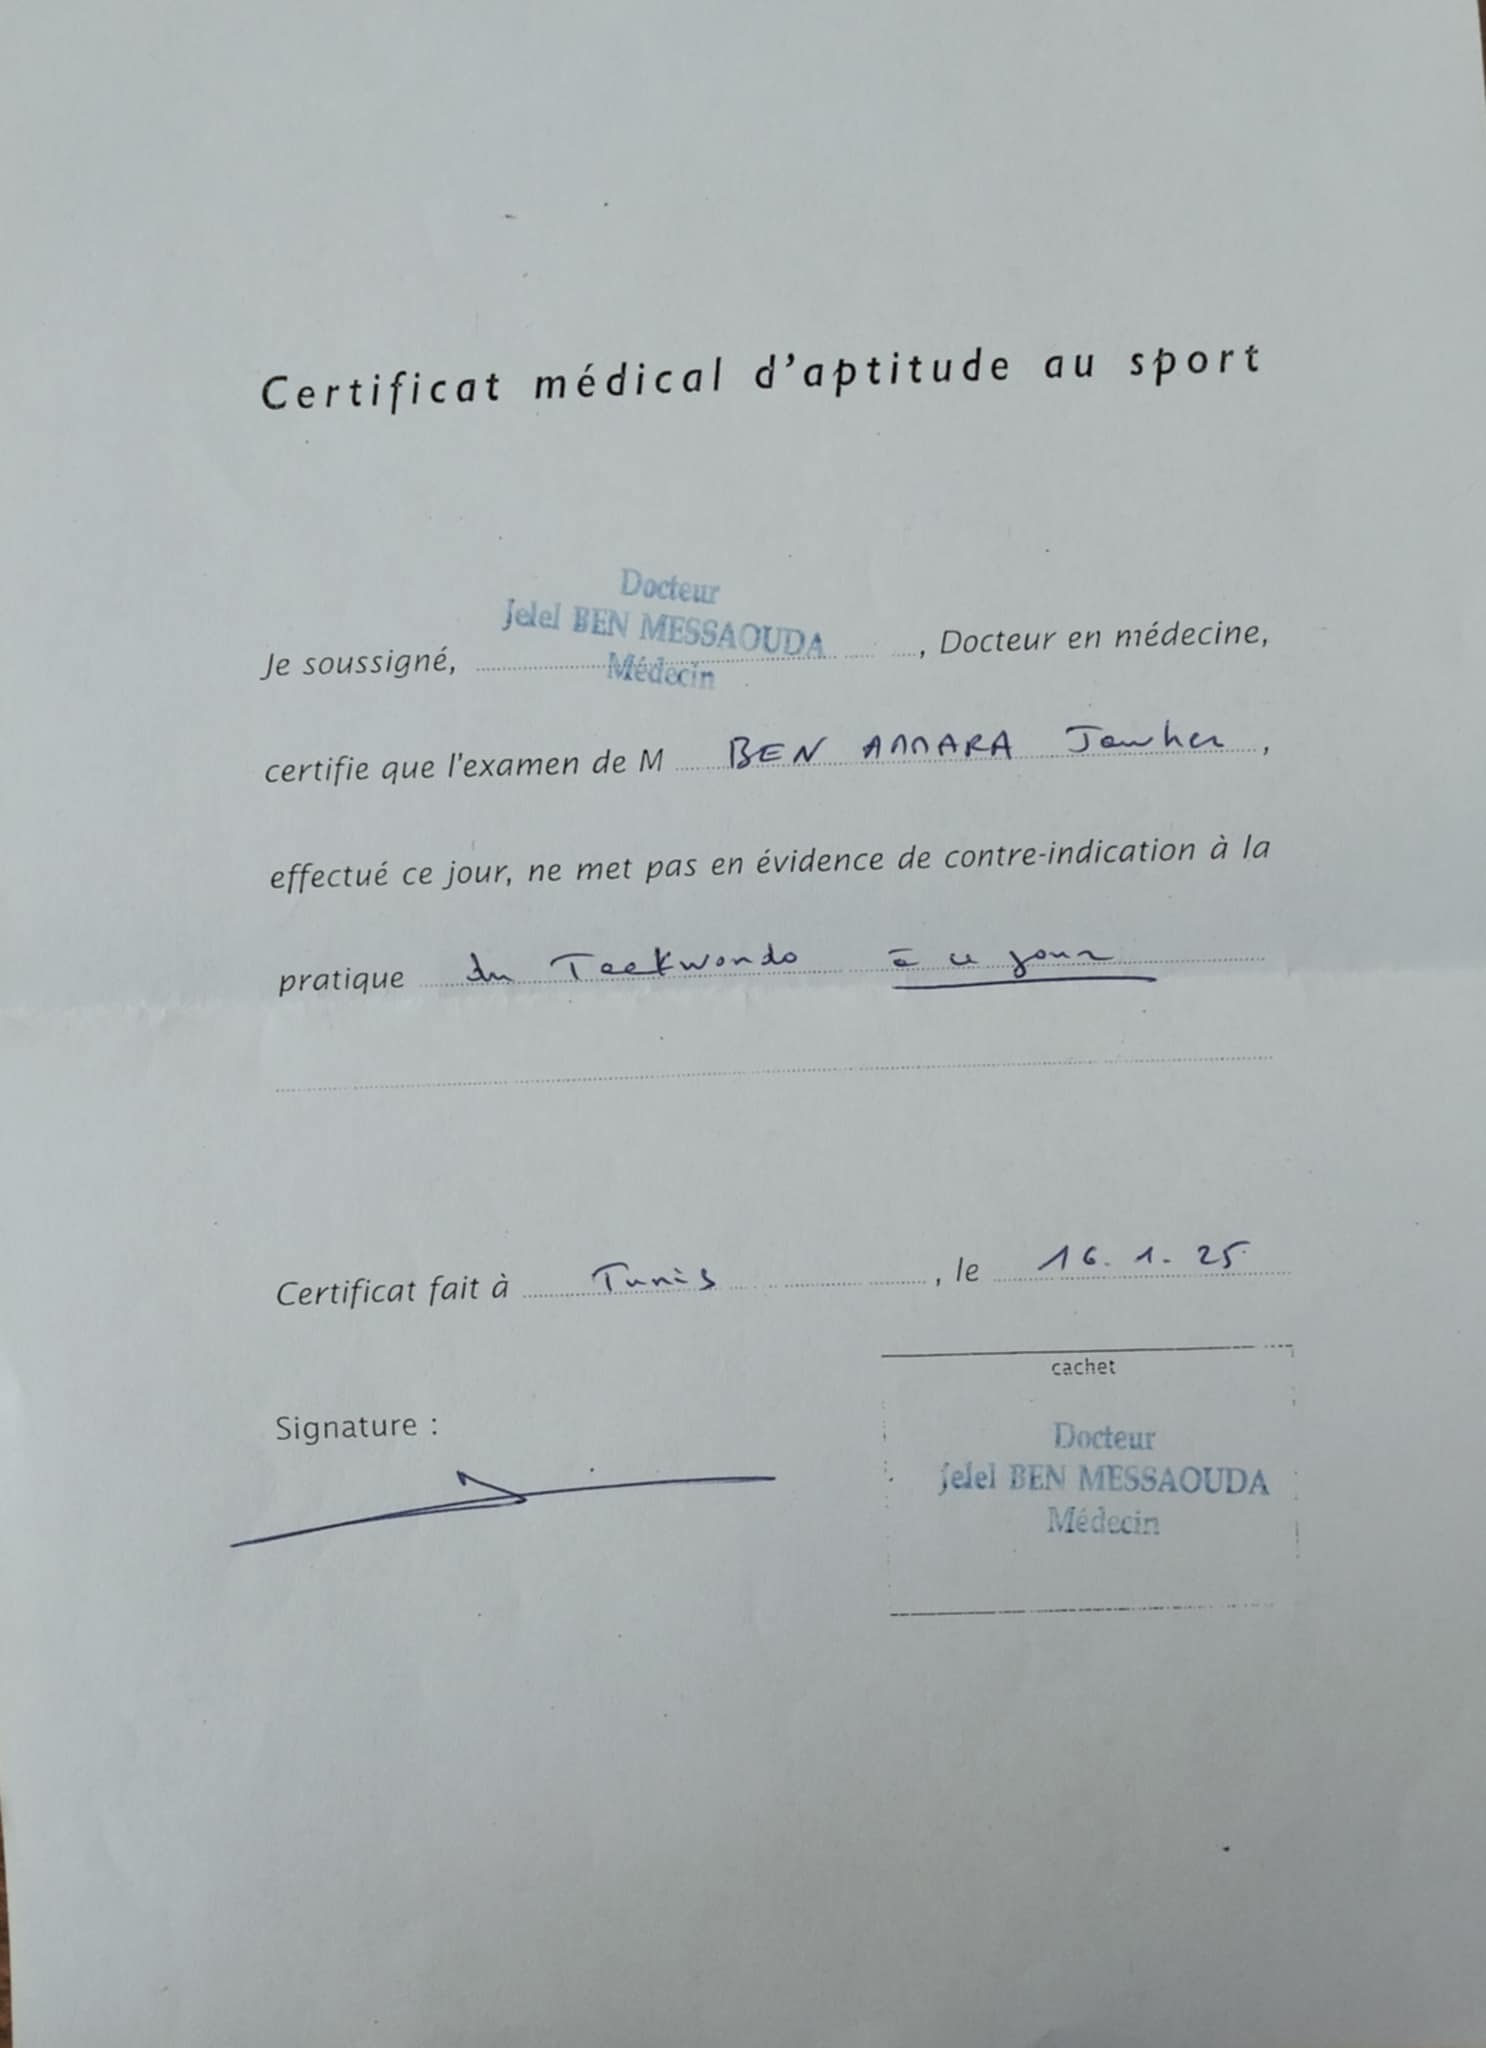 Certificat médical d'aptitude au sport
Docteur
Jelel BEN MESSAOUDA
Médecin
Je soussigné, , Docteur en médecine,
certifie que l'examen de M BEN AMMARA Jawher,
effectué ce jour, ne met pas en évidence de contre-indication à la
pratique du Taekwondo à ce jour
Certificat fait à Tunis, le 16.1.25
cachet
Signature :
Docteur
Jelel BEN MESSAOUDA
Médecin